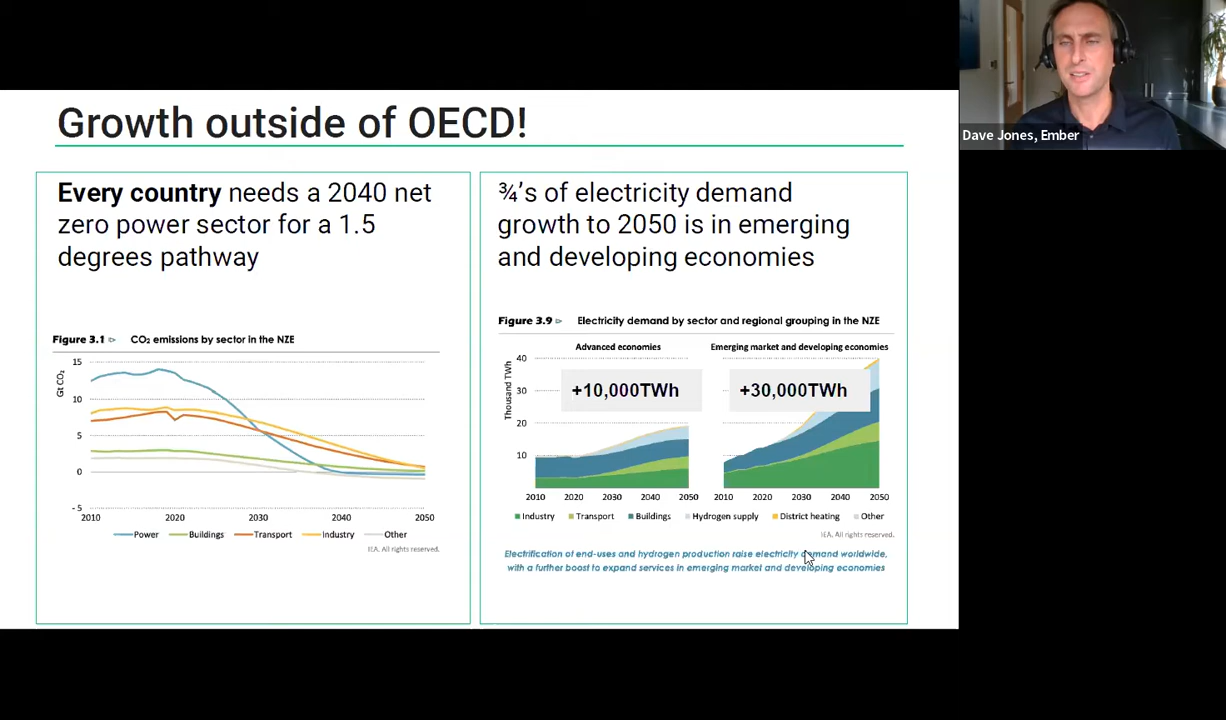 Growth outside of OECD!
Every country needs a 2040 net
zero power sector for a 1.5
degrees pathway
Figure 3.1 ▷ CO₂ emissions by sector in the NZE
Gt CO₂
15
10
5
0
-5
2010 2020 2030 2040 2050
Power Buildings Transport Industry Other
IEA. All rights reserved.
¾'s of electricity demand
growth to 2050 is in emerging
and developing economies
Figure 3.9 ▷ Electricity demand by sector and regional grouping in the NZE
Advanced economies Emerging market and developing economies
Thousand TWh
40
30
20
10
+10,000TWh +30,000TWh
2010 2020 2030 2040 2050 2010 2020 2030 2040 2050
Industry Transport Buildings Hydrogen supply District heating Other
IEA. All rights reserved.
Electrification of end-uses and hydrogen production raise electricity demand worldwide,
with a further boost to expand services in emerging market and developing economies
Dave Jones, Ember